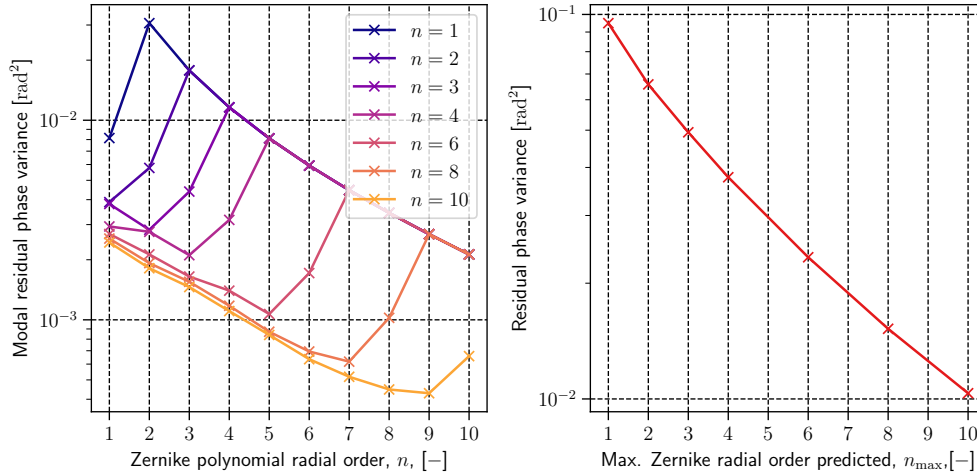 Modal residual phase variance [rad²]
10⁻²
10⁻³
n = 1
n = 2
n = 3
n = 4
n = 6
n = 8
n = 10
1 2 3 4 5 6 7 8 9 10
Zernike polynomial radial order, n, [−]
Residual phase variance [rad²]
10⁻¹
10⁻²
1 2 3 4 5 6 7 8 9 10
Max. Zernike radial order predicted, nₘₐₓ,[−]